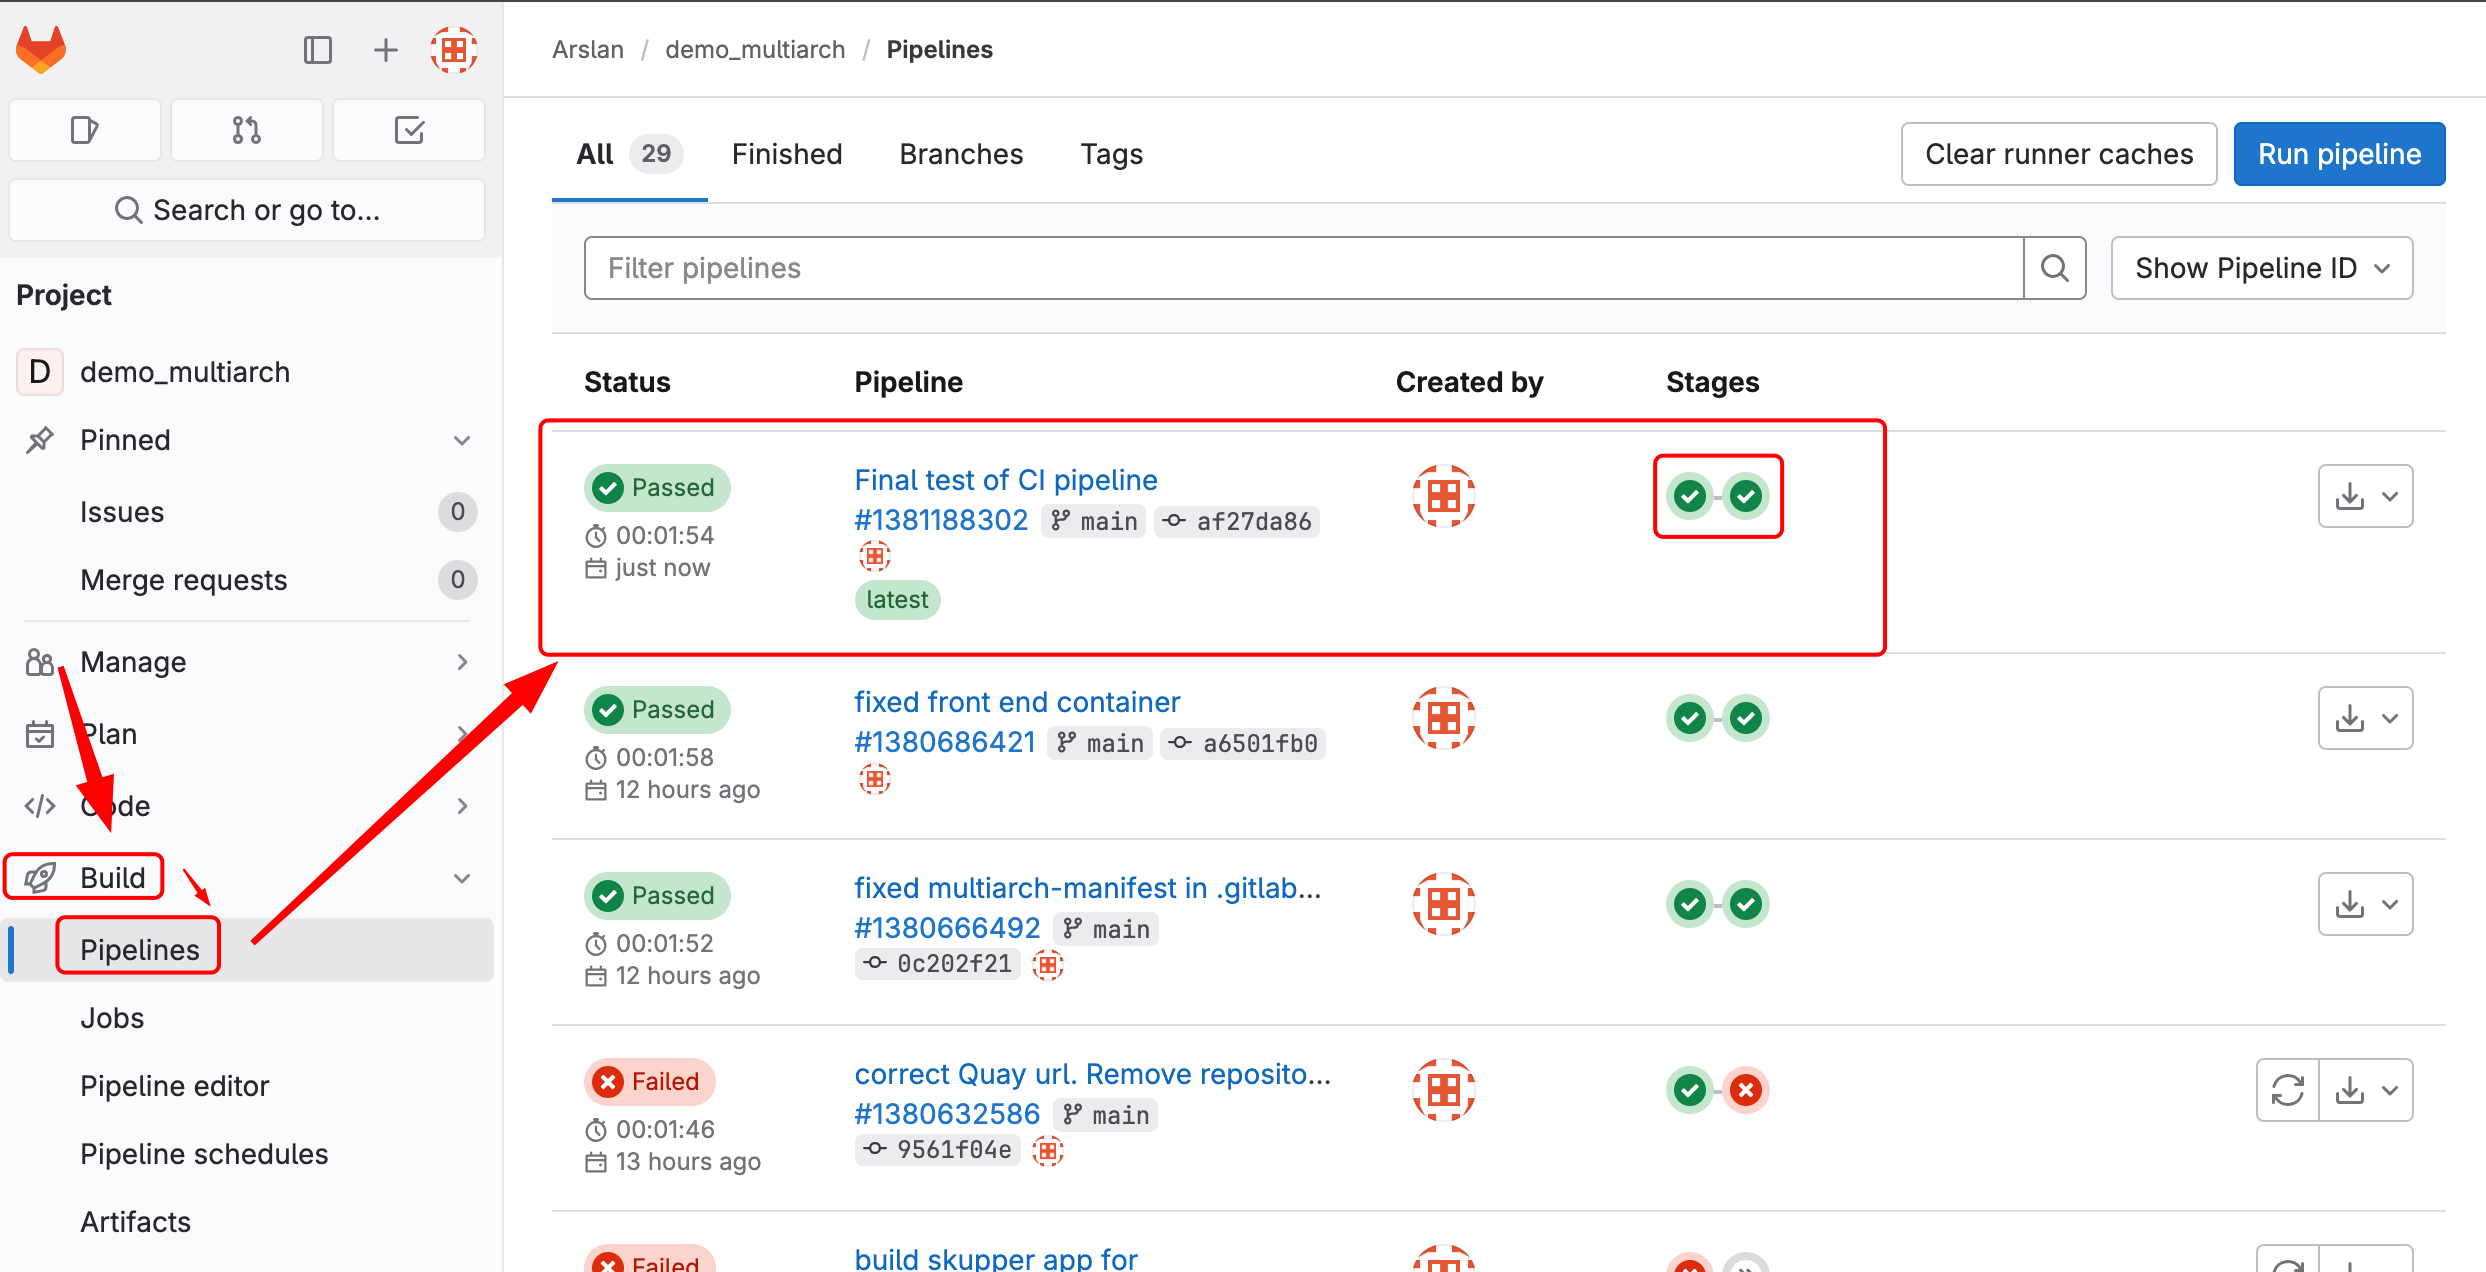 Arslan / demo_multiarch / Pipelines
Search or go to...
Project
D demo_multiarch
Pinned
Issues 0
Merge requests 0
Manage
Plan
Code
Build
Pipelines
Jobs
Pipeline editor
Pipeline schedules
Artifacts
All 29 Finished Branches Tags
Clear runner caches Run pipeline
Filter pipelines
Show Pipeline ID
Status Pipeline Created by Stages
Passed
00:01:54
just now
Final test of CI pipeline
#1381188302 main af27da86
latest
Passed
00:01:58
12 hours ago
fixed front end container
#1380686421 main a6501fb0
Passed
00:01:52
12 hours ago
fixed multiarch-manifest in .gitlab...
#1380666492 main
0c202f21
Failed
00:01:46
13 hours ago
correct Quay url. Remove reposito...
#1380632586 main
9561f04e
Failed
build skupper app for